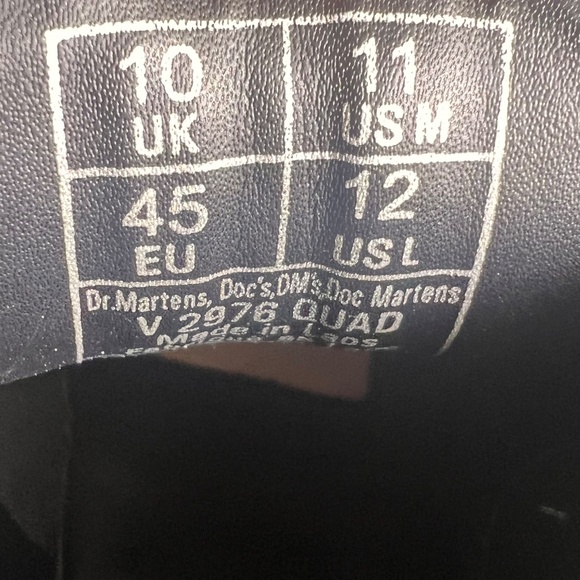 10 UK
11 US M
45 EU
12 US L
Dr.Martens, Doc's, DM's, Doc Martens
V 2976 QUAD
Made in Laos